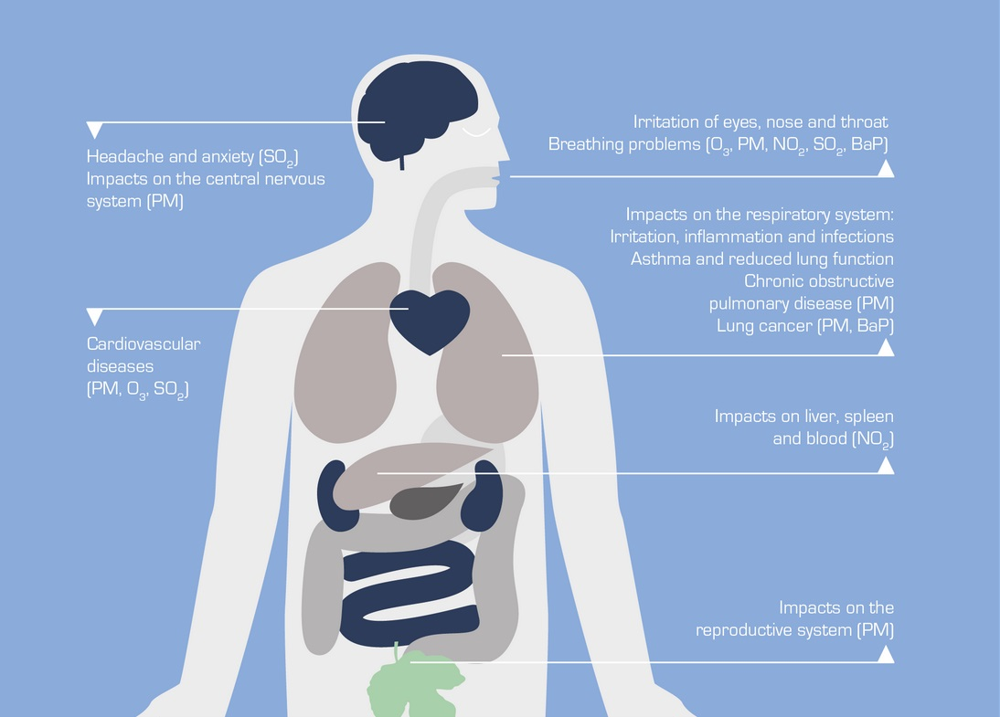 Headache and anxiety (SO₂)
Impacts on the central nervous
system (PM)
Cardiovascular
diseases
(PM, O₃, SO₂)
Irritation of eyes, nose and throat
Breathing problems (O₃, PM, NO₂, SO₂, BaP)
Impacts on the respiratory system:
Irritation, inflammation and infections
Asthma and reduced lung function
Chronic obstructive
pulmonary disease (PM)
Lung cancer (PM, BaP)
Impacts on liver, spleen
and blood (NO₂)
Impacts on the
reproductive system (PM)